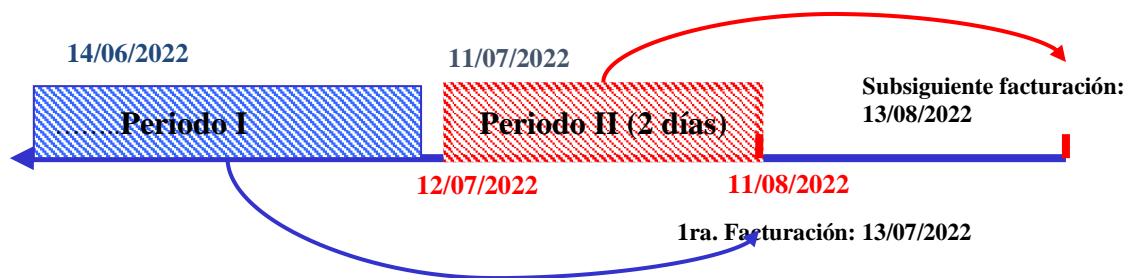 14/06/2022
11/07/2022
Subsiguiente facturación:
13/08/2022
........Periodo I
Periodo II (2 días)
12/07/2022
11/08/2022
1ra. Facturación: 13/07/2022